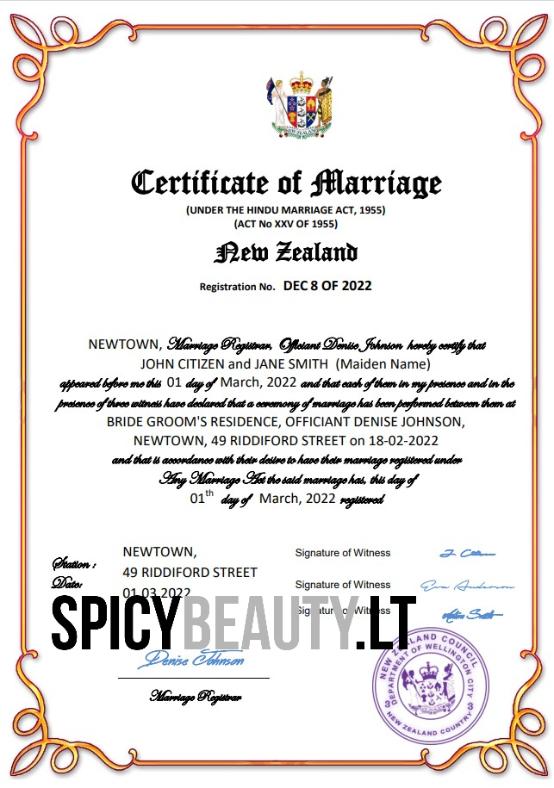 Certificate of Marriage
(UNDER THE HINDU MARRIAGE ACT, 1955)
(ACT No XXV OF 1955)
New Zealand
Registration No. DEC 8 OF 2022
NEWTOWN, Marriage Registrar, Officiant Denise Johnson hereby certify that
JOHN CITIZEN and JANE SMITH (Maiden Name)
appeared before me this 01 day of March, 2022 and that each of them in my presence and in the
presence of three witness have declared that a ceremony of marriage has been performed between them at
BRIDE GROOM'S RESIDENCE, OFFICIANT DENISE JOHNSON,
NEWTOWN, 49 RIDDIFORD STREET on 18-02-2022
and that is accordance with their desire to have their marriage registered under
Any Marriage Act the said marriage has, this day of
01th day of March, 2022 registered
Station : NEWTOWN,
49 RIDDIFORD STREET
Date: 01.03.2022
Signature of Witness
Signature of Witness Eva Anderson
Signature of Witness
SPICYBEAUTY.LT
Denise Johnson
Marriage Registrar
NEW ZEALAND COUNCIL
DEPARTMENT OF WELLINGTON CITY
NEW ZEALAND COUNTRY